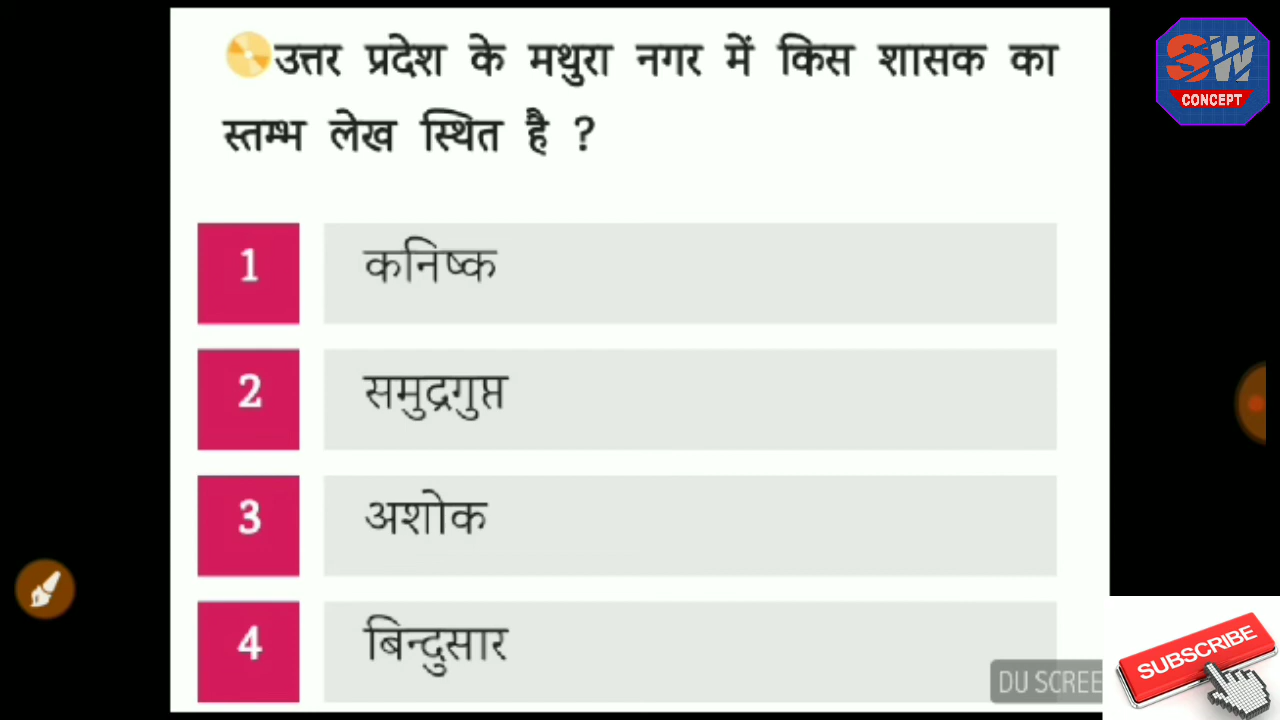 उत्तर प्रदेश के मथुरा नगर में किस शासक का
स्तम्भ लेख स्थित है ?
1 कनिष्क
2 समुद्रगुप्त
3 अशोक
4 बिन्दुसार
SW
CONCEPT
DU SCREE
SUBSCRIBE